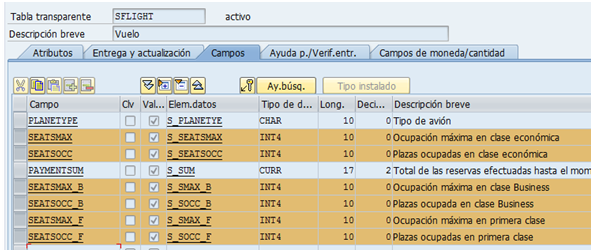 Tabla transparente SFLIGHT activo
Descripción breve Vuelo
Atributos Entrega y actualización Campos Ayuda p./Verif.entr. Campos de moneda/cantidad
Ay.búsq. Tipo instalado
Campo Clv Val... Elem.datos Tipo de d... Long. Deci... Descripción breve
PLANETYPE S_PLANETYE CHAR 10 0 Tipo de avión
SEATSMAX S_SEATSMAX INT4 10 0 Ocupación máxima en clase económica
SEATSOCC S_SEATSOCC INT4 10 0 Plazas ocupadas en clase económica
PAYMENTSUM S_SUM CURR 17 2 Total de las reservas efectuadas hasta el mom
SEATSMAX_B S_SMAX_B INT4 10 0 Ocupación máxima en clase Business
SEATSOCC_B S_SOCC_B INT4 10 0 Plazas ocupada en clase Business
SEATSMAX_F S_SMAX_F INT4 10 0 Ocupación máxima en primera clase
SEATSOCC_F S_SOCC_F INT4 10 0 Plazas ocupadas en primera clase